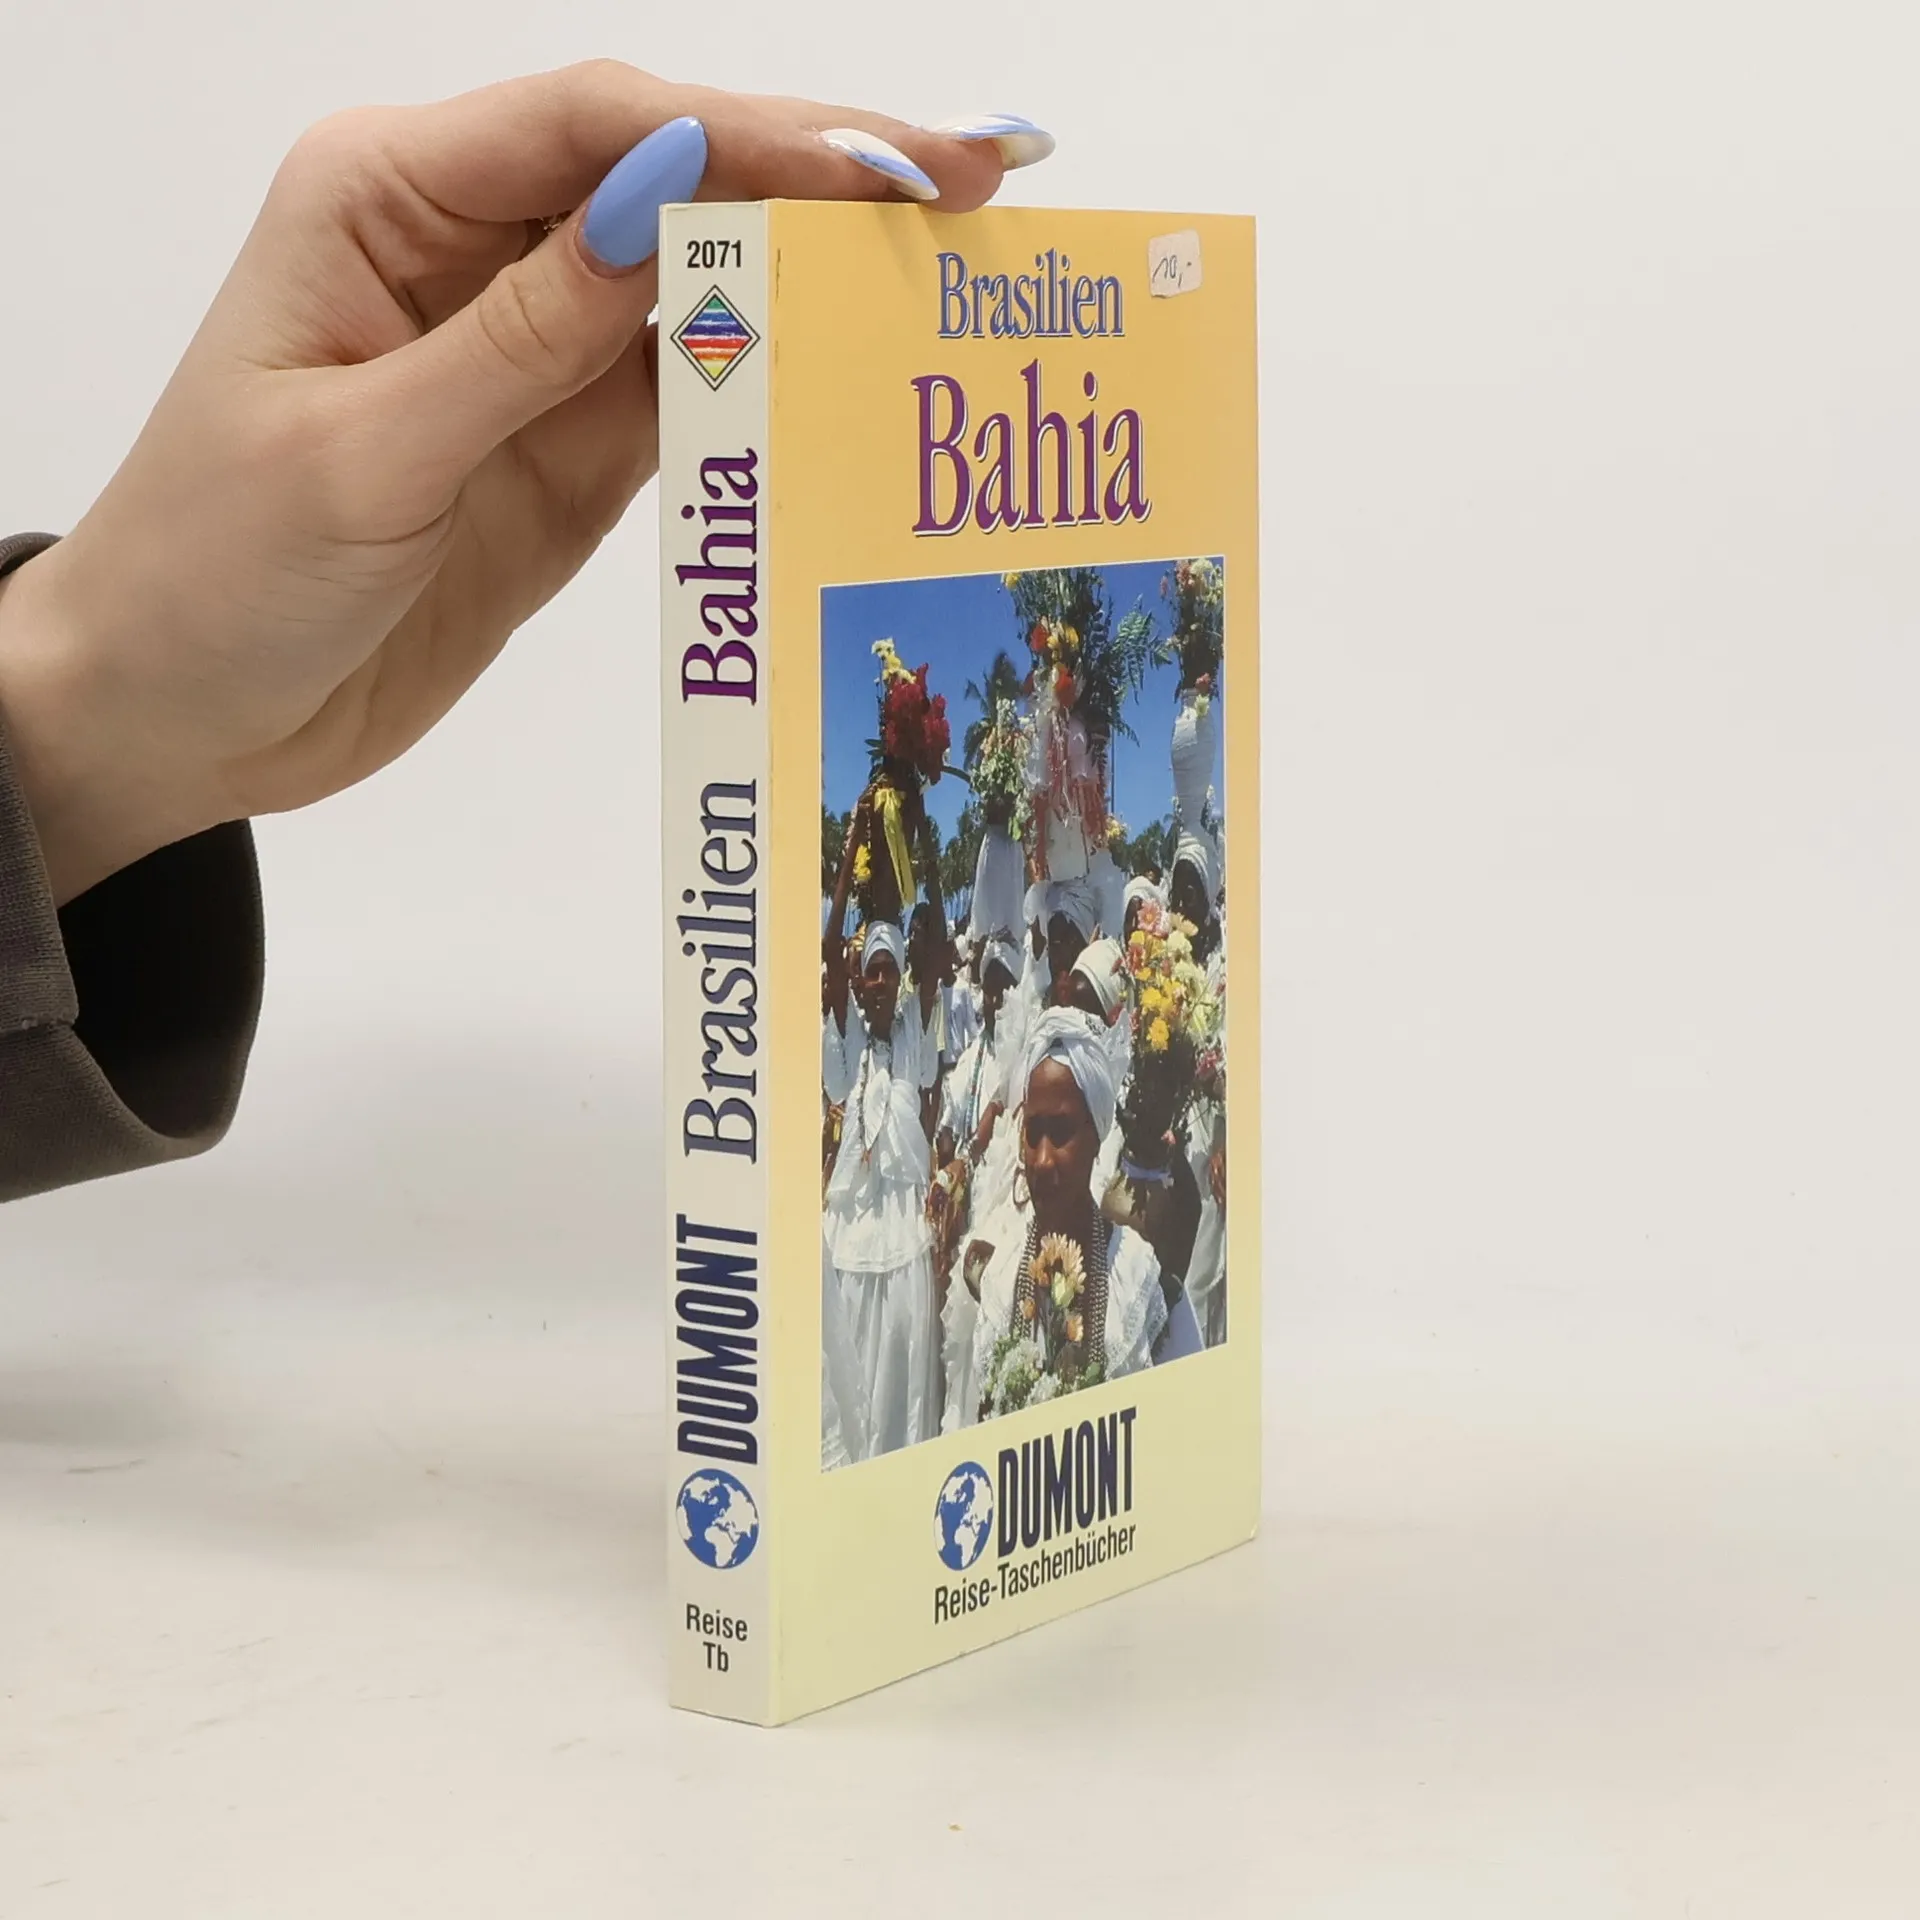 2071
Bahia
Brasilien
DUMONT
Reise
Tb
Brasilien
Bahia
10,-
DUMONT
Reise-Taschenbücher